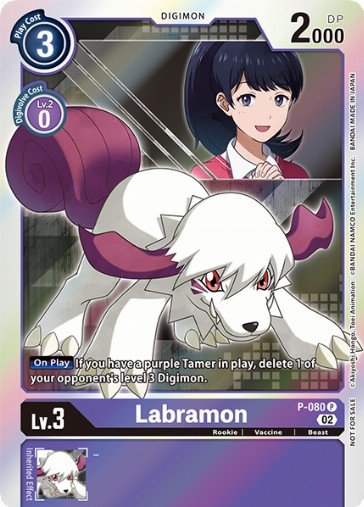 Play Cost
3
DIGIMON
DP
2000
Digivolve Cost
Lv.2
0
On Play If you have a purple Tamer in play, delete 1 of
your opponent's level 3 Digimon.
Lv.3
Labramon
P-080 P
02
Rookie | Vaccine | Beast
Inherited Effect
-
©Akiyoshi Hongo, Toei Animation ©BANDAI NAMCO Entertainment Inc. BANDAI MADE IN JAPAN
NOT FOR SALE